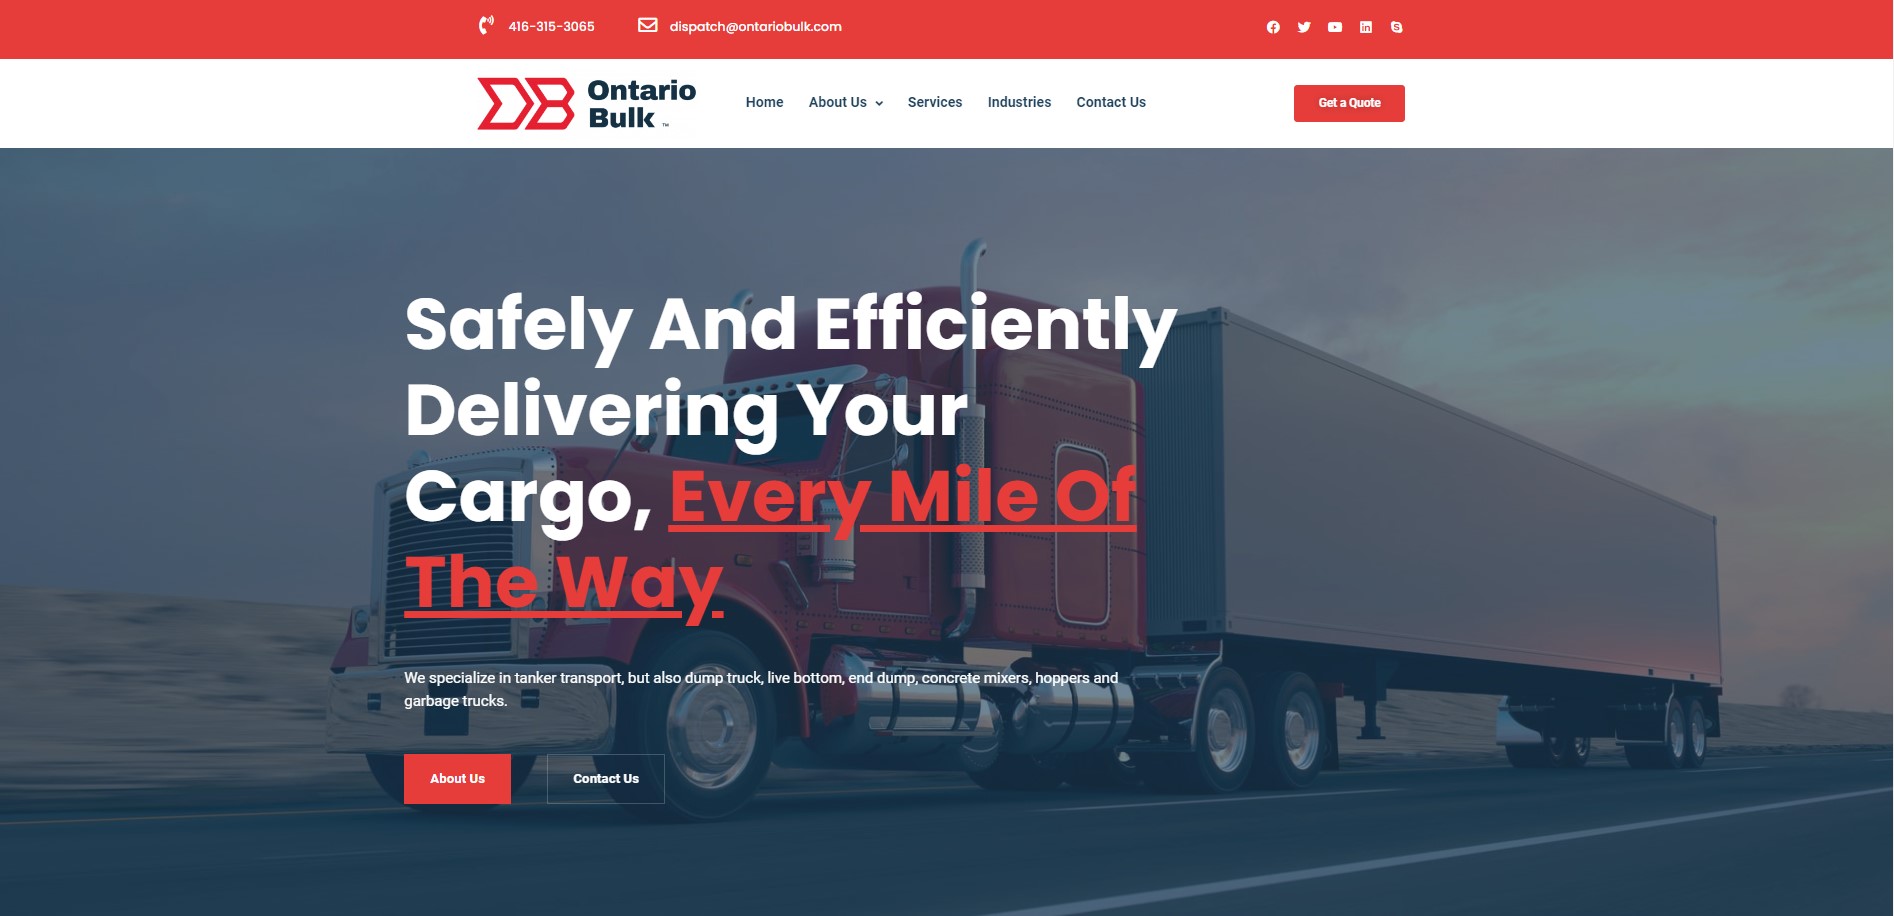 416-315-3065
dispatch@ontariobulk.com
Ontario
Bulk ™
Home
About Us
Services
Industries
Contact Us
Get a Quote
Safely And Efficiently
Delivering Your
Cargo, Every Mile Of
The Way
We specialize in tanker transport, but also dump truck, live bottom, end dump, concrete mixers, hoppers and
garbage trucks.
About Us
Contact Us